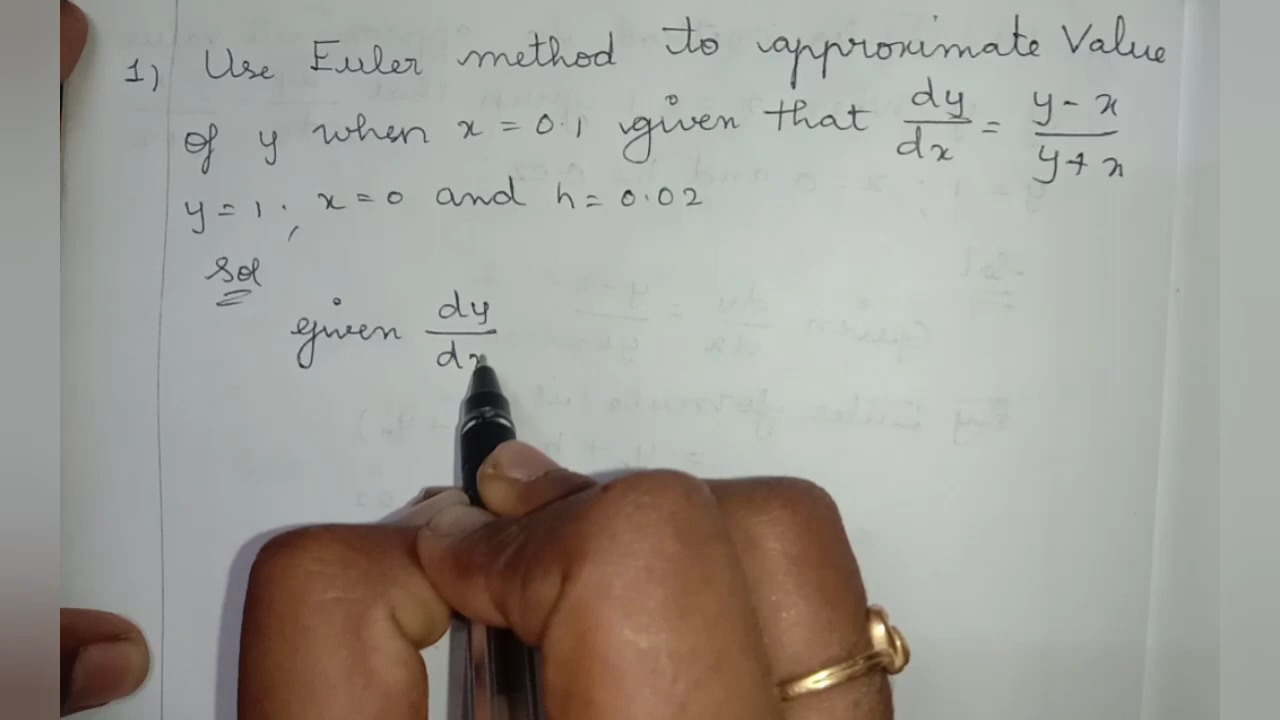 1) Use Euler method to approximate Value
of y when x = 0.1 given that dy/dx = y - x / y + x
y = 1 ; x = 0 and h = 0.02
Sol
given dy/dx